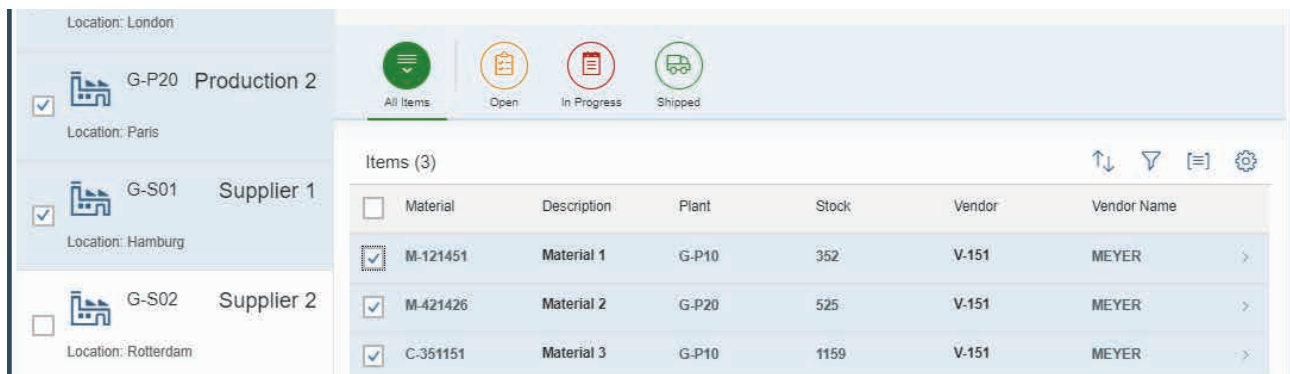 Location: London
G-P20 Production 2
Location: Paris
G-S01 Supplier 1
Location: Hamburg
G-S02 Supplier 2
Location: Rotterdam
All Items Open In Progress Shipped
Items (3)
Material Description Plant Stock Vendor Vendor Name
M-121451 Material 1 G-P10 352 V-151 MEYER
M-421426 Material 2 G-P20 525 V-151 MEYER
C-351151 Material 3 G-P10 1159 V-151 MEYER